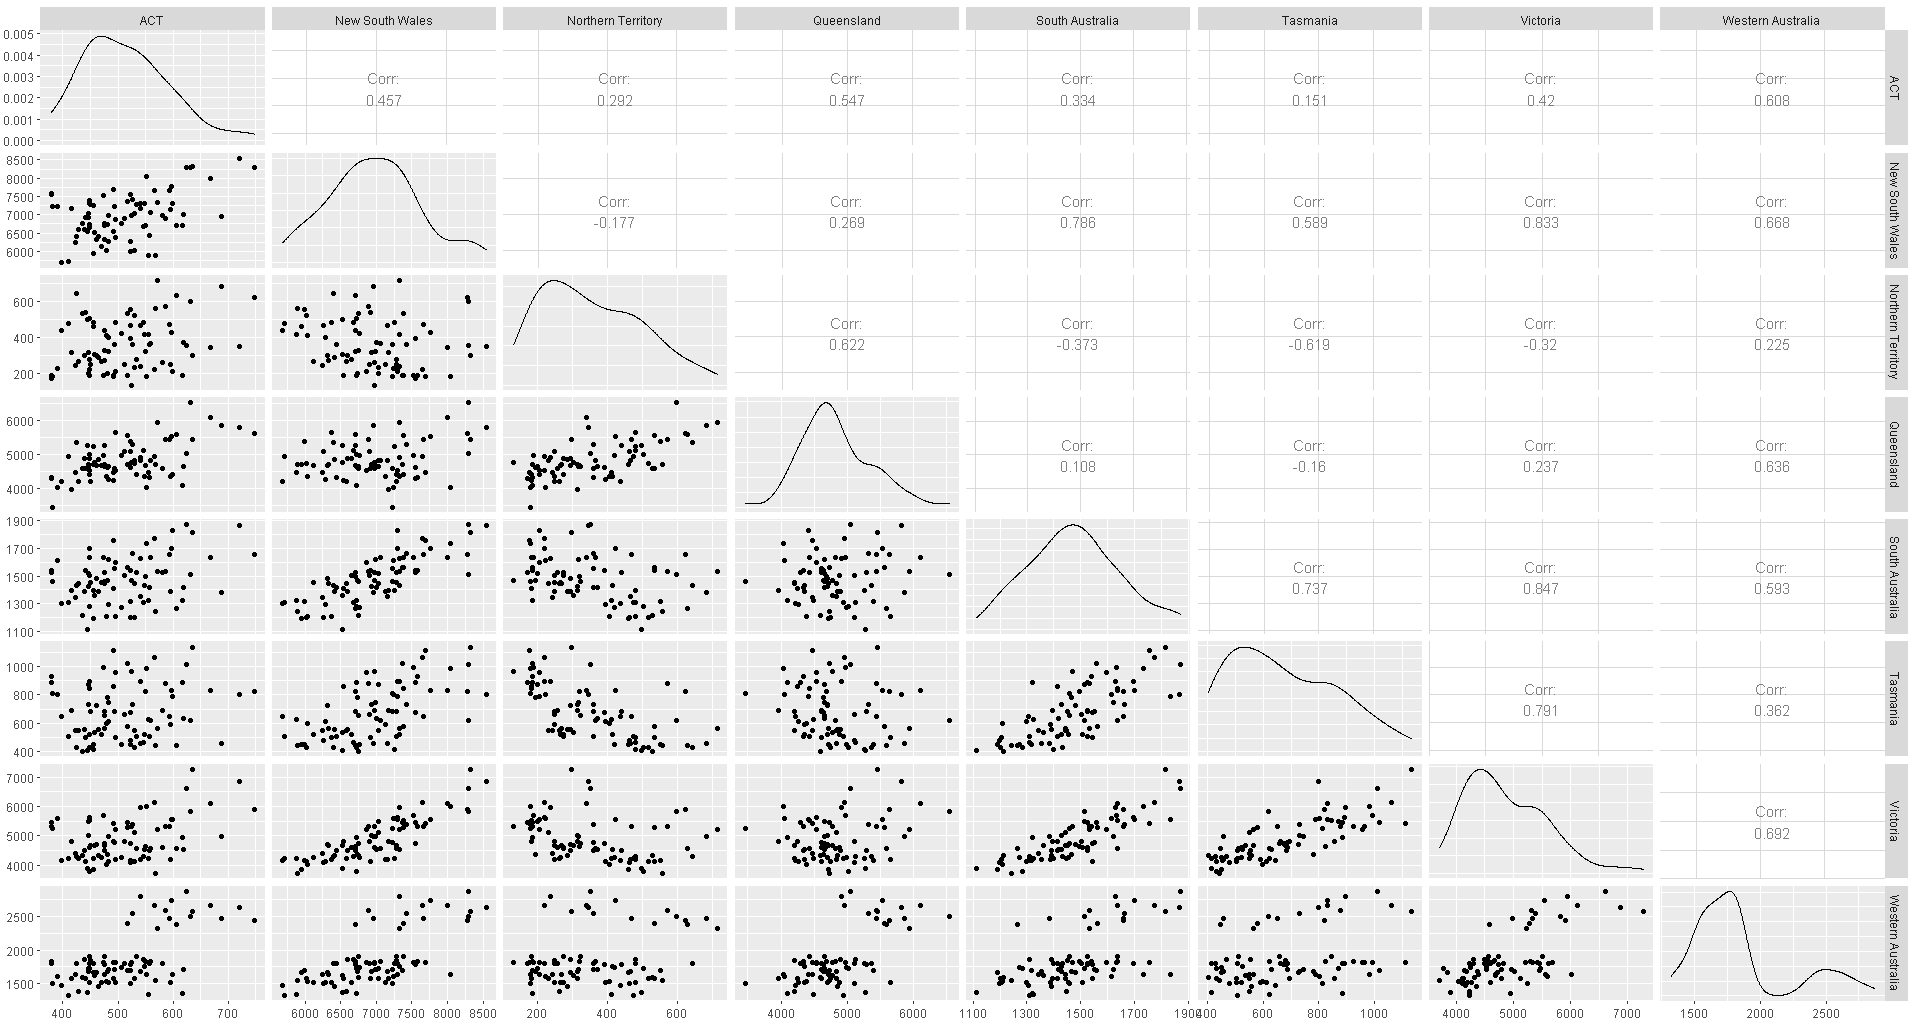 ACT New South Wales Northern Territory Queensland South Australia Tasmania Victoria Western Australia
0.005
0.004
0.003
0.002
0.001
0.000
Corr:
0.457
Corr:
0.292
Corr:
0.547
Corr:
0.334
Corr:
0.151
Corr:
0.42
Corr:
0.608
ACT
8500
8000
7500
7000
6500
6000
Corr:
-0.177
Corr:
0.269
Corr:
0.786
Corr:
0.589
Corr:
0.833
Corr:
0.668
New South Wales
600
400
200
Corr:
0.622
Corr:
-0.373
Corr:
-0.619
Corr:
-0.32
Corr:
0.225
Northern Territory
6000
5000
4000
Corr:
0.108
Corr:
-0.16
Corr:
0.237
Corr:
0.636
Queensland
1900
1700
1500
1300
1100
Corr:
0.737
Corr:
0.847
Corr:
0.593
South Australia
1000
800
600
400
Corr:
0.791
Corr:
0.362
Tasmania
7000
6000
5000
4000
Corr:
0.692
Victoria
2500
2000
1500
Western Australia
400 500 600 700 6000 6500 7000 7500 8000 8500 200 400 600 4000 5000 6000 1100 1300 1500 1700 1900 400 600 800 1000 4000 5000 6000 7000 1500 2000 2500